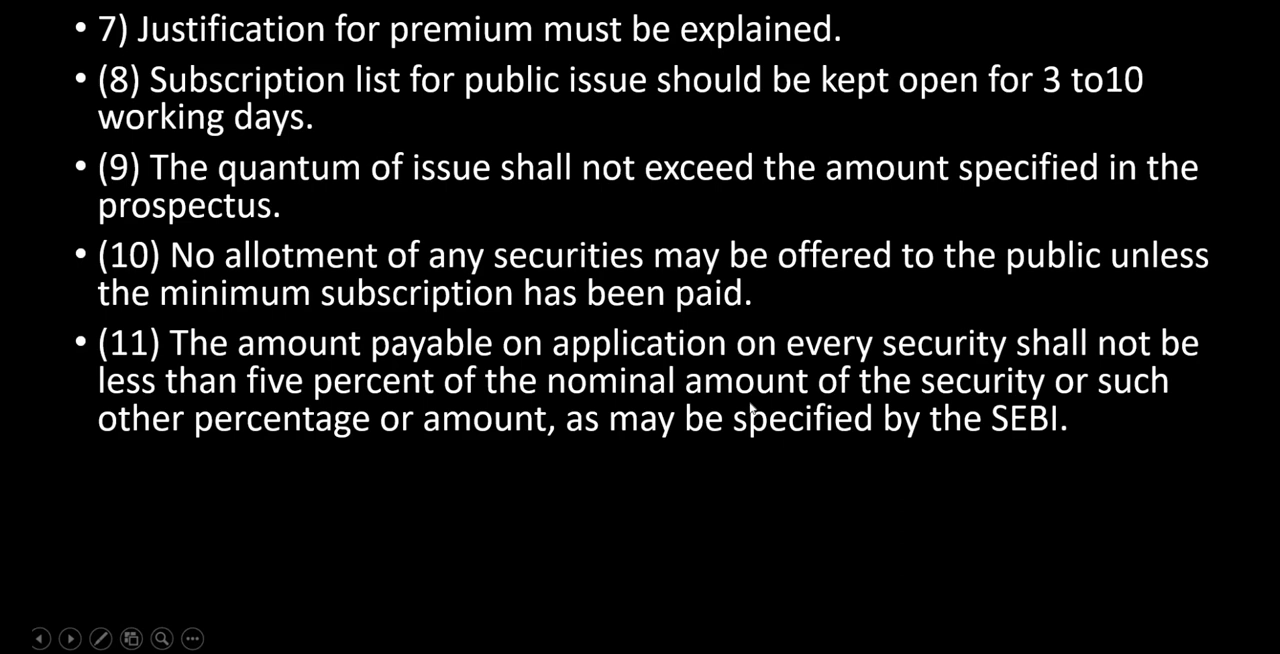 • 7) Justification for premium must be explained.
• (8) Subscription list for public issue should be kept open for 3 to10
working days.
• (9) The quantum of issue shall not exceed the amount specified in the
prospectus.
• (10) No allotment of any securities may be offered to the public unless
the minimum subscription has been paid.
• (11) The amount payable on application on every security shall not be
less than five percent of the nominal amount of the security or such
other percentage or amount, as may be specified by the SEBI.